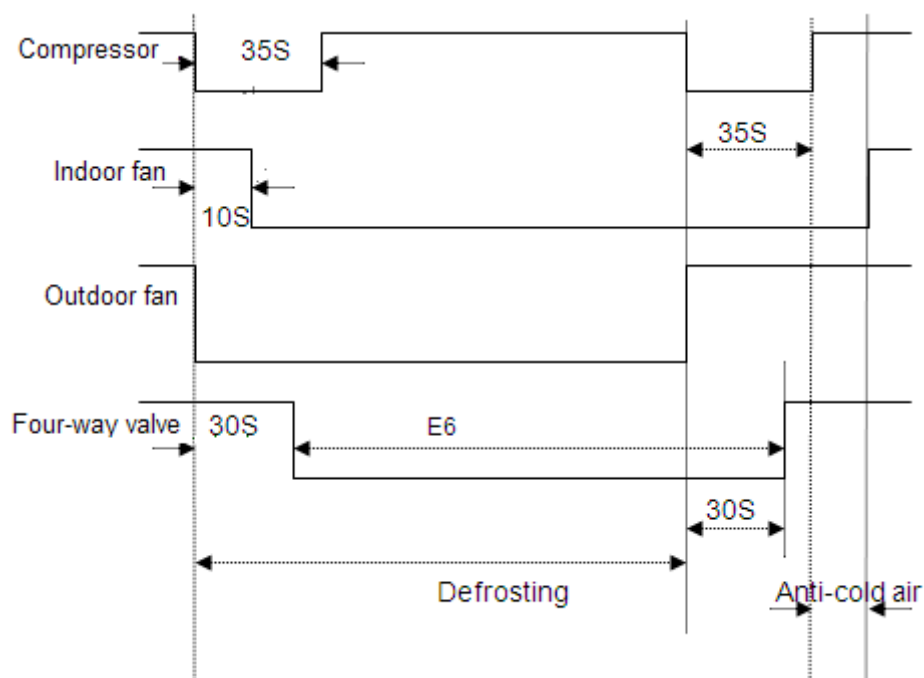 Compressor
35S
35S
Indoor fan
10S
Outdoor fan
Four-way valve
30S
E6
30S
Defrosting
Anti-cold air